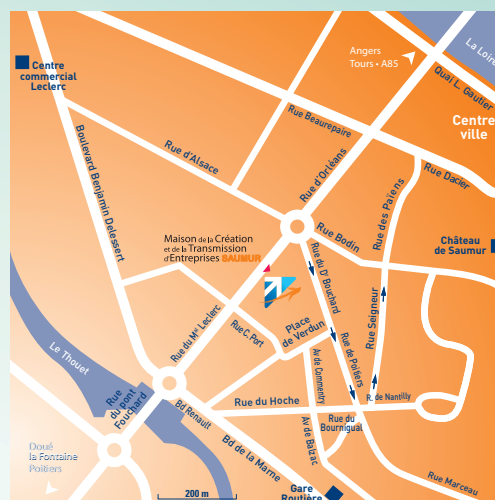 La Loire
Angers
Tours • A85
Centre
commercial
Leclerc
Quai L. Gautier
Rue Beaurepaire
Centre
ville
Boulevard Benjamin Delessert
Rue d'Alsace
Rue d'Orléans
Rue Dacier
Rue des Païens
Rue Bodin
Château
de Saumur
Maison de la Création
et de la Transmission
d'Entreprises SAUMUR
Rue du Dr Bouchard
Rue Seigneur
Rue du Mal Leclerc
Rue C. Port
Place
de Verdun
Rue de Poitiers
Le Thouet
Av de Commentry
Rue
du pont
Fouchard
Bd Renault
Rue du Hoche
R. de Nantilly
Rue du
Bournigual
Av de Balzac
Bd de la Marne
Doué
la Fontaine
Poitiers
Rue Marceau
200 m
Gare
Routière